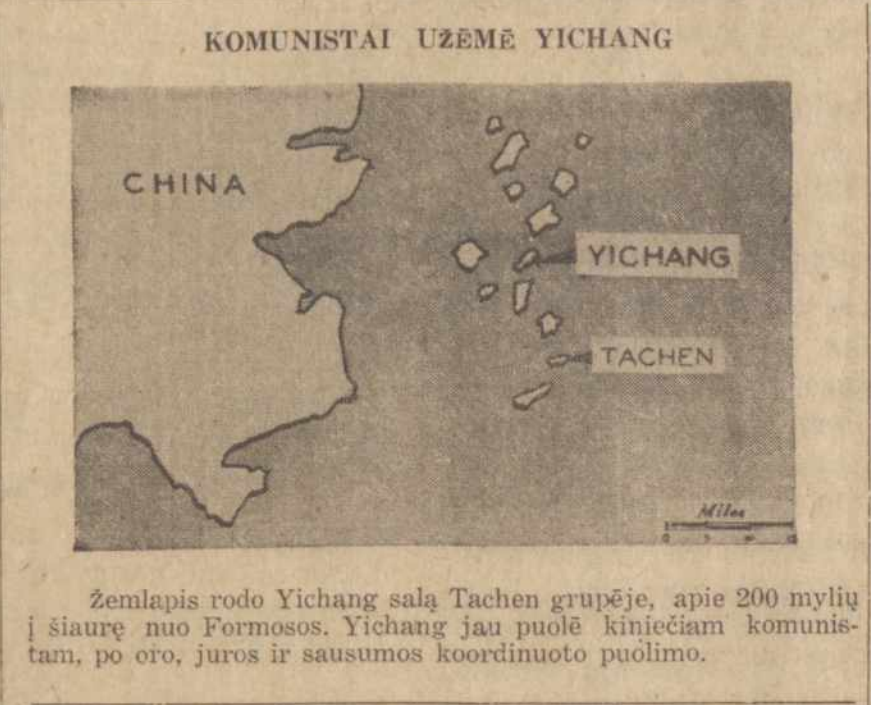 KOMUNISTAI UŽĖMĖ YICHANG
CHINA
YICHANG
TACHEN
Miles
Žemlapis rodo Yichang salą Tachen grupėje, apie 200 mylių
į šiaurę nuo Formosos. Yichang jau puolė kiniečiam komunis-
tam, po oro, juros ir sausumos koordinuoto puolimo.